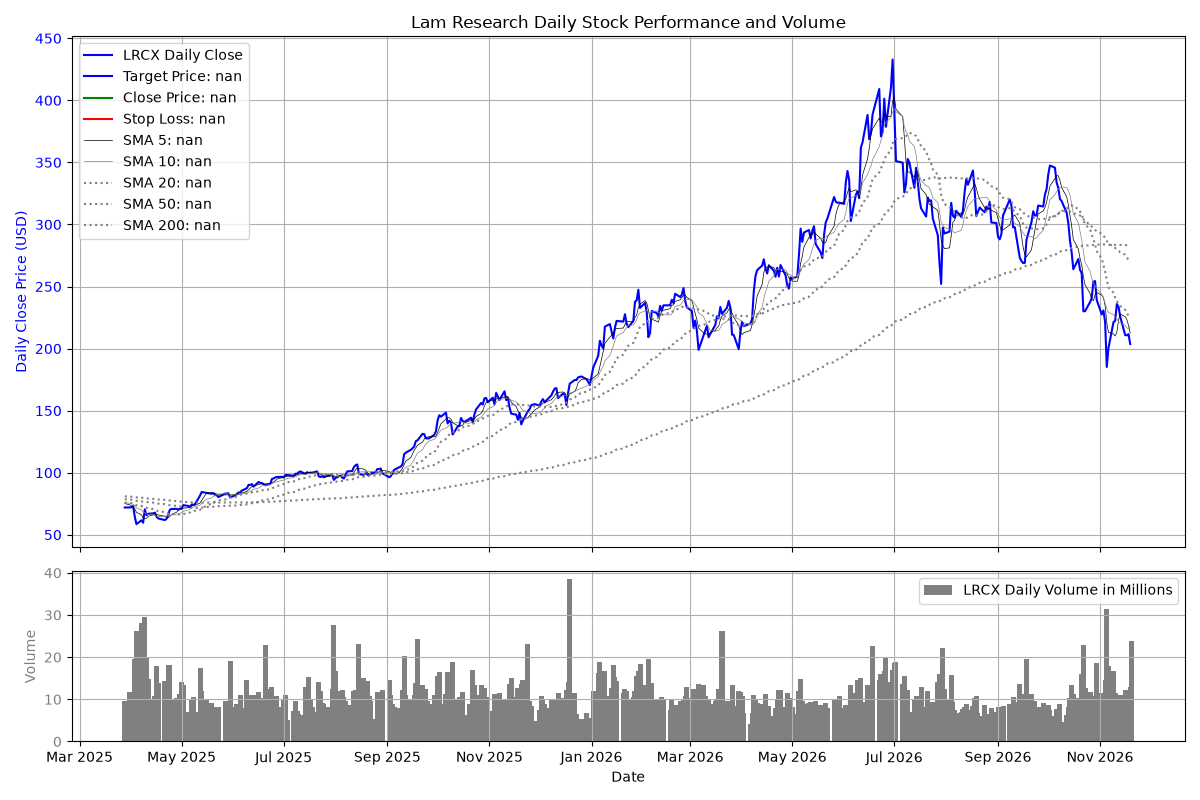 Lam Research Daily Stock Performance and Volume
450
400
350
300
250
200
150
100
50
Daily Close Price (USD)
LRCX Daily Close
Target Price: nan
Close Price: nan
Stop Loss: nan
SMA 5: nan
SMA 10: nan
SMA 20: nan
SMA 50: nan
SMA 200: nan
40
30
20
10
0
Volume
LRCX Daily Volume in Millions
Mar 2025 May 2025 Jul 2025 Sep 2025 Nov 2025 Jan 2026 Mar 2026 May 2026 Jul 2026 Sep 2026 Nov 2026
Date